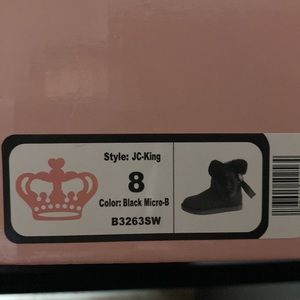 Style: JC-King
8
Color: Black Micro-B
B3263SW